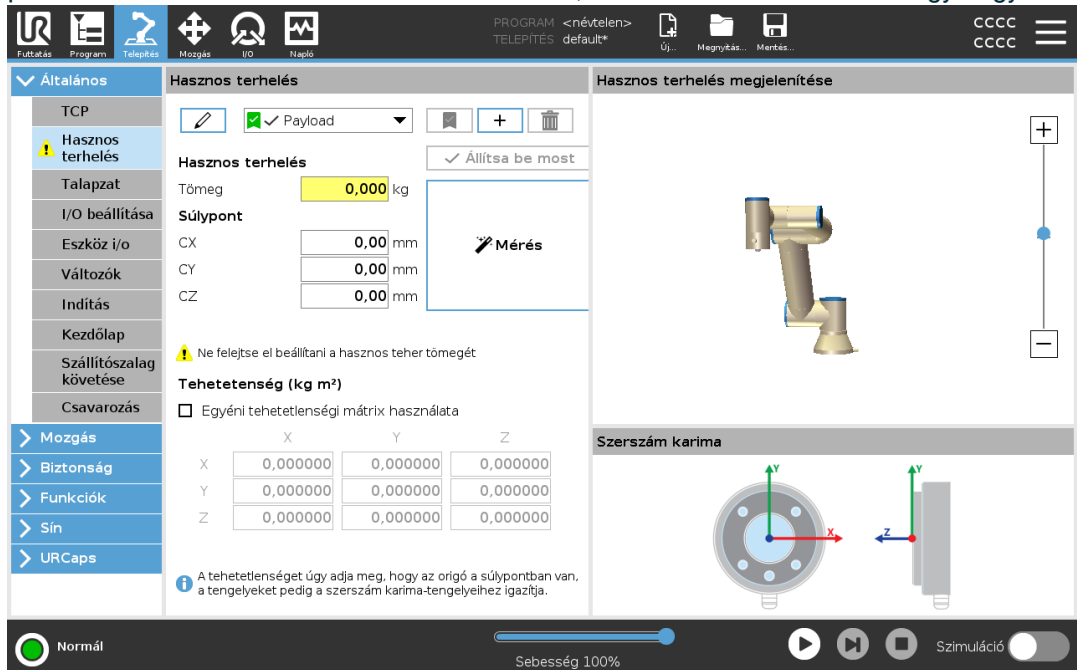 PROGRAM <névtelen>
TELEPÍTÉS default*
CCCC
CCCC
Futtatás Program Telepítés Mozgás I/O Napló Új... Megnyitás... Mentés...
Általános
TCP
Hasznos
terhelés
Talapzat
I/O beállítása
Eszköz i/o
Változók
Indítás
Kezdőlap
Szállítószalag
követése
Csavarozás
Mozgás
Biztonság
Funkciók
Sín
URCaps
Hasznos terhelés
Payload
Állítsa be most
Hasznos terhelés
Tömeg 0,000 kg
Súlypont
CX 0,00 mm
CY 0,00 mm
CZ 0,00 mm
Mérés
Ne felejtse el beállítani a hasznos teher tömegét
Tehetetenség (kg m²)
Egyéni tehetetlenségi mátrix használata
X Y Z
X 0,000000 0,000000 0,000000
Y 0,000000 0,000000 0,000000
Z 0,000000 0,000000 0,000000
A tehetetlenséget úgy adja meg, hogy az origó a súlypontban van,
a tengelyeket pedig a szerszám karima-tengelyeihez igazítja.
Hasznos terhelés megjelenítése
Szerszám karima
Y Y
X Z
Normál
Sebesség 100%
Szimuláció